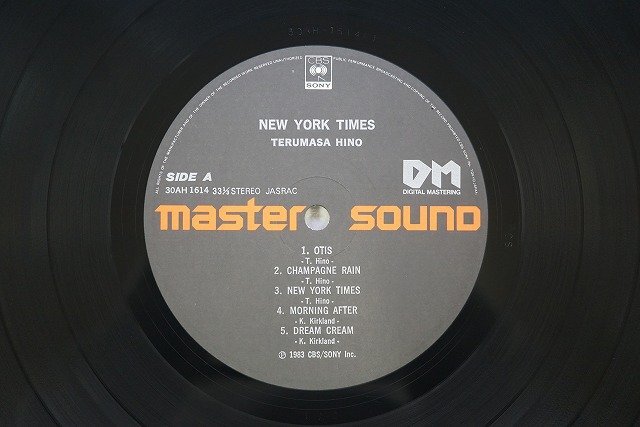 33AH-1614
CBS
SONY
NEW YORK TIMES
TERUMASA HINO
SIDE A
30AH 1614 33⅓ STEREO JASRAC
DM
DIGITAL MASTERING
master sound
1. OTIS
- T. Hino -
2. CHAMPAGNE RAIN
- T. Hino -
3. NEW YORK TIMES
- T. Hino -
4. MORNING AFTER
- K. Kirkland -
5. DREAM CREAM
- K. Kirkland -
℗ 1983 CBS/SONY Inc.